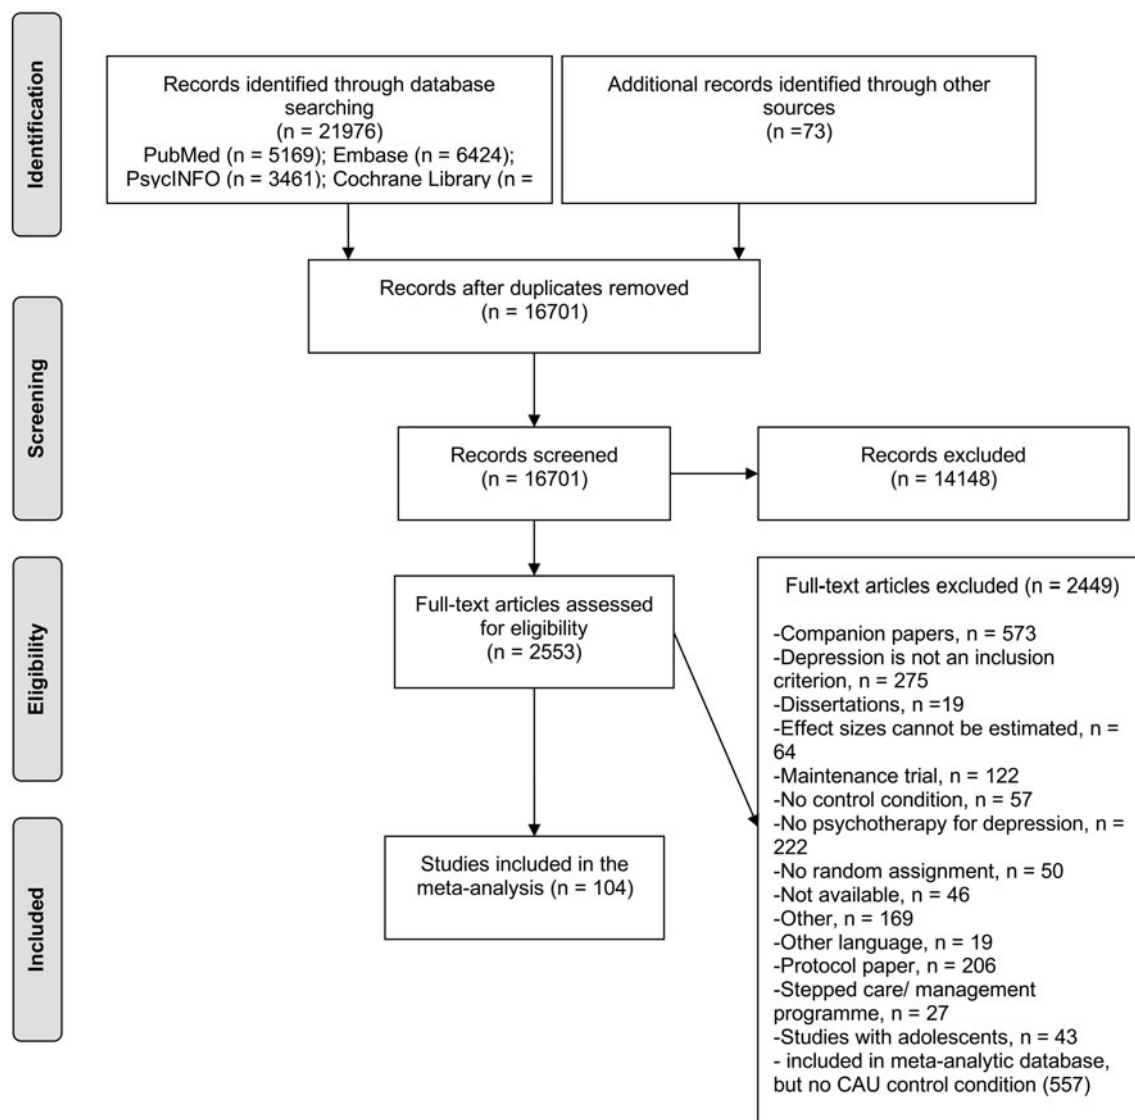 Identification
Records identified through database
searching
(n = 21976)
PubMed (n = 5169); Embase (n = 6424);
PsycINFO (n = 3461); Cochrane Library (n =
Additional records identified through other
sources
(n =73)
Records after duplicates removed
(n = 16701)
Screening
Records screened
(n = 16701)
Records excluded
(n = 14148)
Eligibility
Full-text articles assessed
for eligibility
(n = 2553)
Full-text articles excluded (n = 2449)
-Companion papers, n = 573
-Depression is not an inclusion
criterion, n = 275
-Dissertations, n =19
-Effect sizes cannot be estimated, n =
64
-Maintenance trial, n = 122
-No control condition, n = 57
-No psychotherapy for depression, n =
222
-No random assignment, n = 50
-Not available, n = 46
-Other, n = 169
-Other language, n = 19
-Protocol paper, n = 206
-Stepped care/ management
programme, n = 27
-Studies with adolescents, n = 43
- included in meta-analytic database,
but no CAU control condition (557)
Included
Studies included in the
meta-analysis (n = 104)